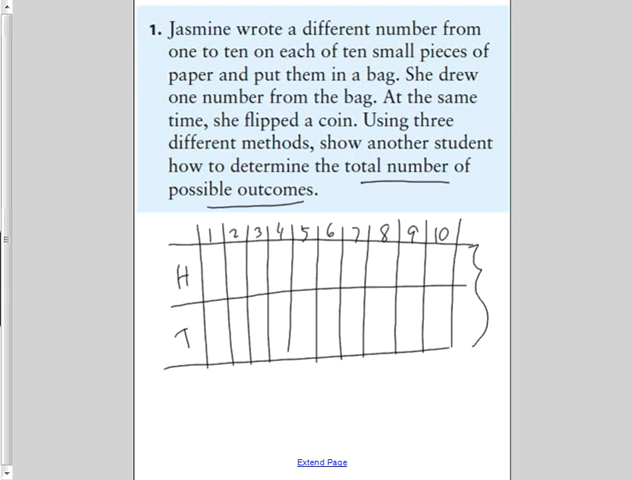 1. Jasmine wrote a different number from
one to ten on each of ten small pieces of
paper and put them in a bag. She drew
one number from the bag. At the same
time, she flipped a coin. Using three
different methods, show another student
how to determine the total number of
possible outcomes.
1 2 3 4 5 6 7 8 9 10
H
T
Extend Page